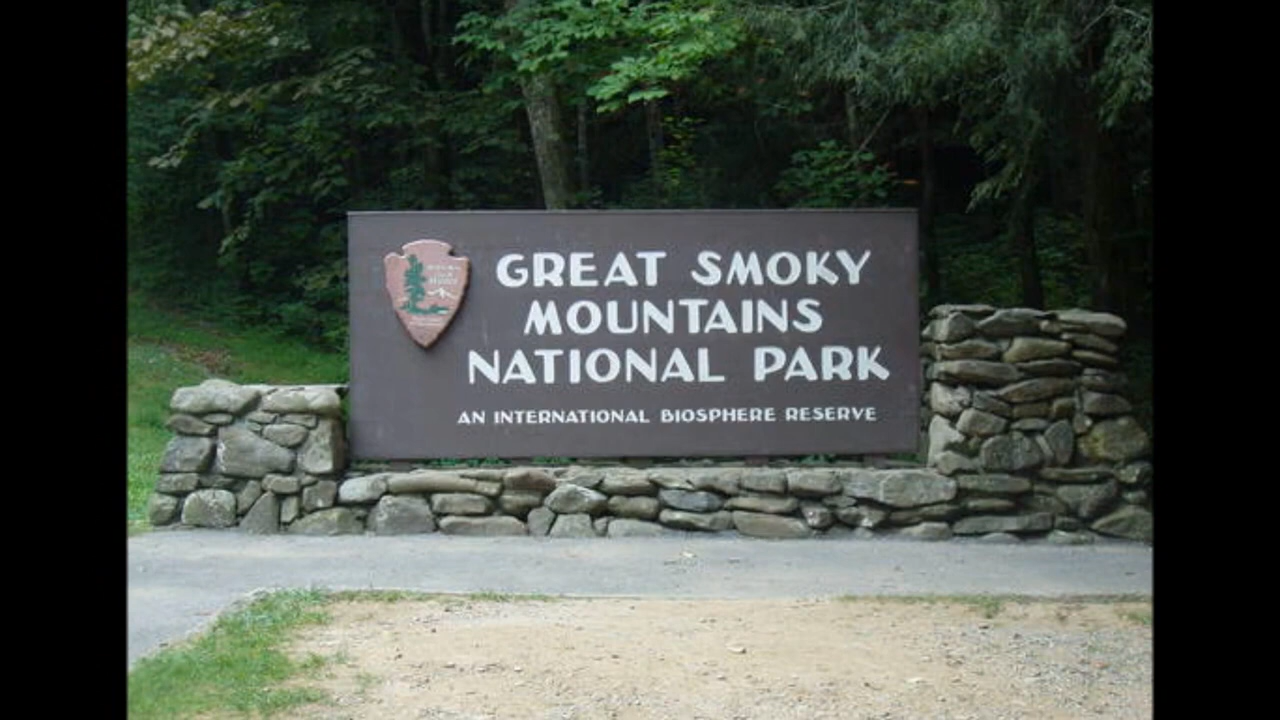 GREAT SMOKY
MOUNTAINS
NATIONAL PARK
AN INTERNATIONAL BIOSPHERE RESERVE